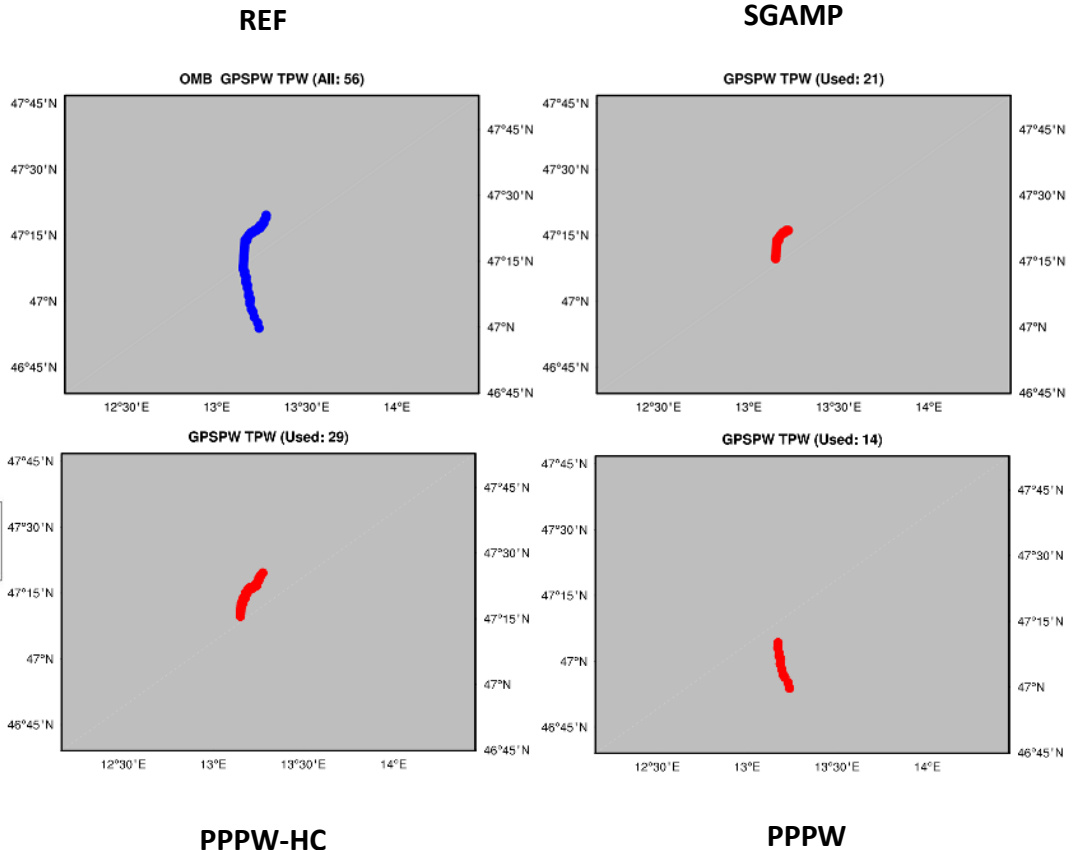 REF
SGAMP
OMB  GPSPW TPW (All: 56)
GPSPW TPW (Used: 21)
47°45'N
47°30'N
47°15'N
47°N
46°45'N
47°45'N
47°30'N
47°15'N
47°N
46°45'N
12°30'E
13°E
13°30'E
14°E
47°45'N
47°30'N
47°15'N
47°N
46°45'N
47°45'N
47°30'N
47°15'N
47°N
46°45'N
12°30'E
13°E
13°30'E
14°E
GPSPW TPW (Used: 29)
GPSPW TPW (Used: 14)
47°45'N
47°30'N
47°15'N
47°N
46°45'N
47°45'N
47°30'N
47°15'N
47°N
46°45'N
12°30'E
13°E
13°30'E
14°E
47°45'N
47°30'N
47°15'N
47°N
46°45'N
47°45'N
47°30'N
47°15'N
47°N
46°45'N
12°30'E
13°E
13°30'E
14°E
PPPW-HC
PPPW